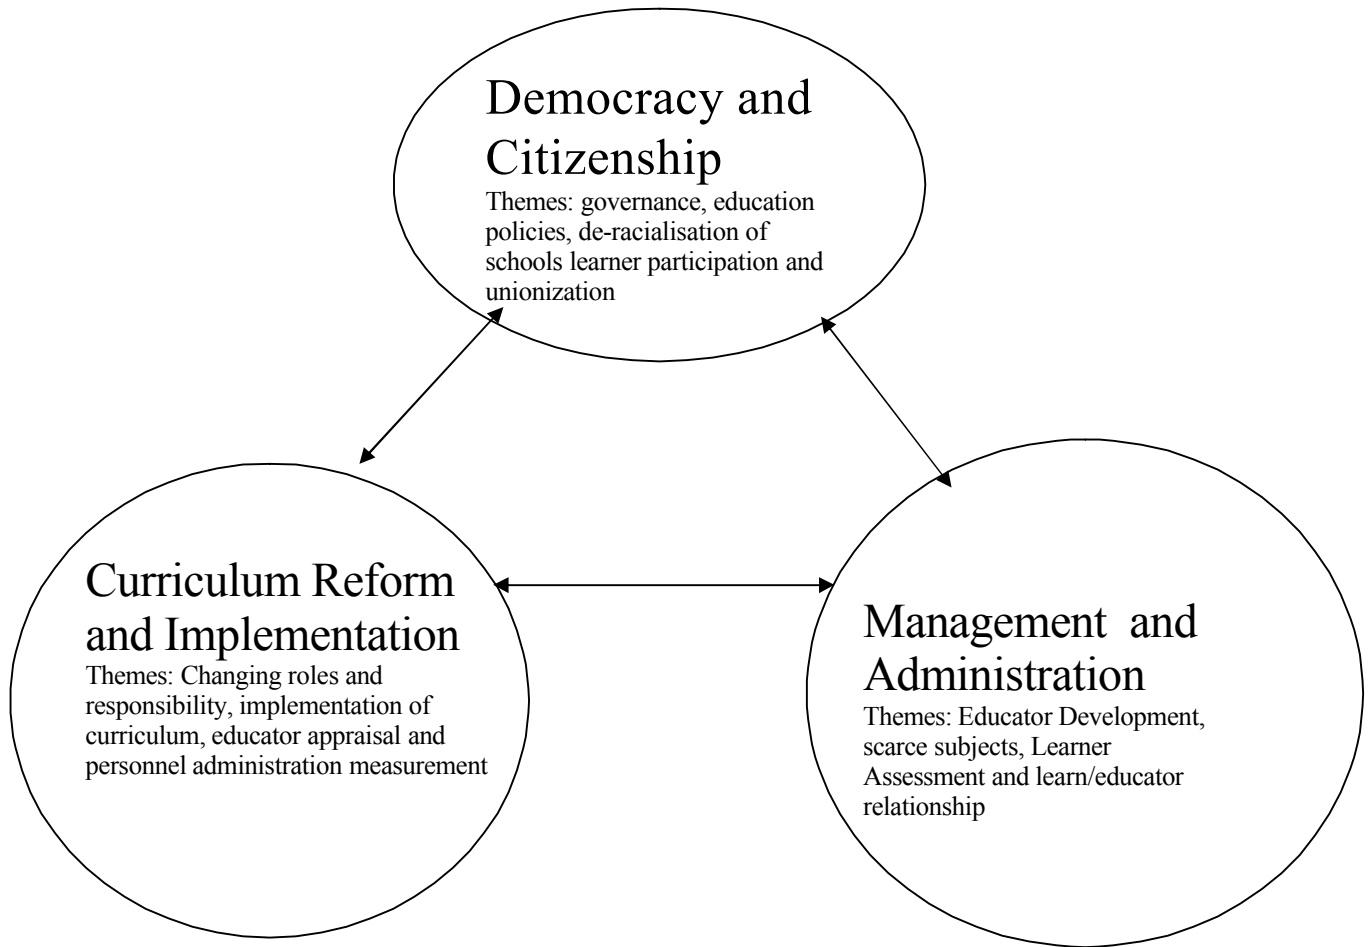 Democracy and
Citizenship
Themes: governance, education
policies, de-racialisation of
schools learner participation and
unionization
Curriculum Reform
and Implementation
Themes: Changing roles and
responsibility, implementation of
curriculum, educator appraisal and
personnel administration measurement
Management  and
Administration
Themes: Educator Development,
scarce subjects, Learner
Assessment and learn/educator
relationship